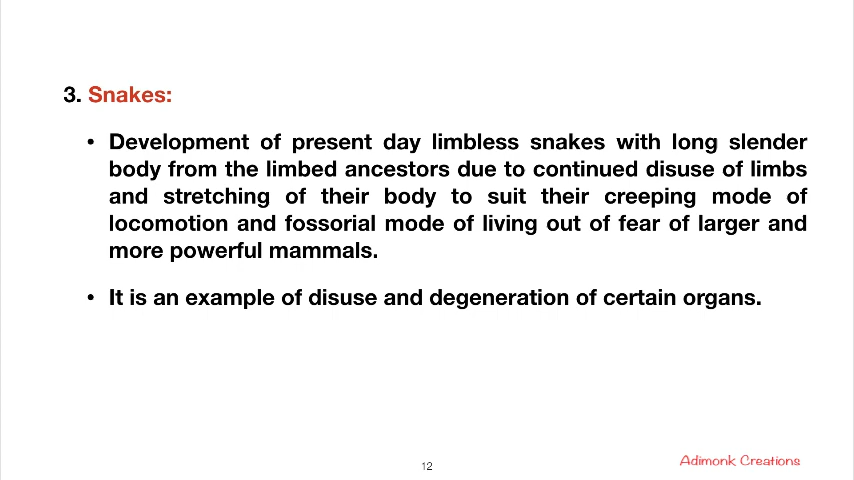 3. Snakes:
• Development of present day limbless snakes with long slender
body from the limbed ancestors due to continued disuse of limbs
and stretching of their body to suit their creeping mode of
locomotion and fossorial mode of living out of fear of larger and
more powerful mammals.
• It is an example of disuse and degeneration of certain organs.
12
Adimonk Creations